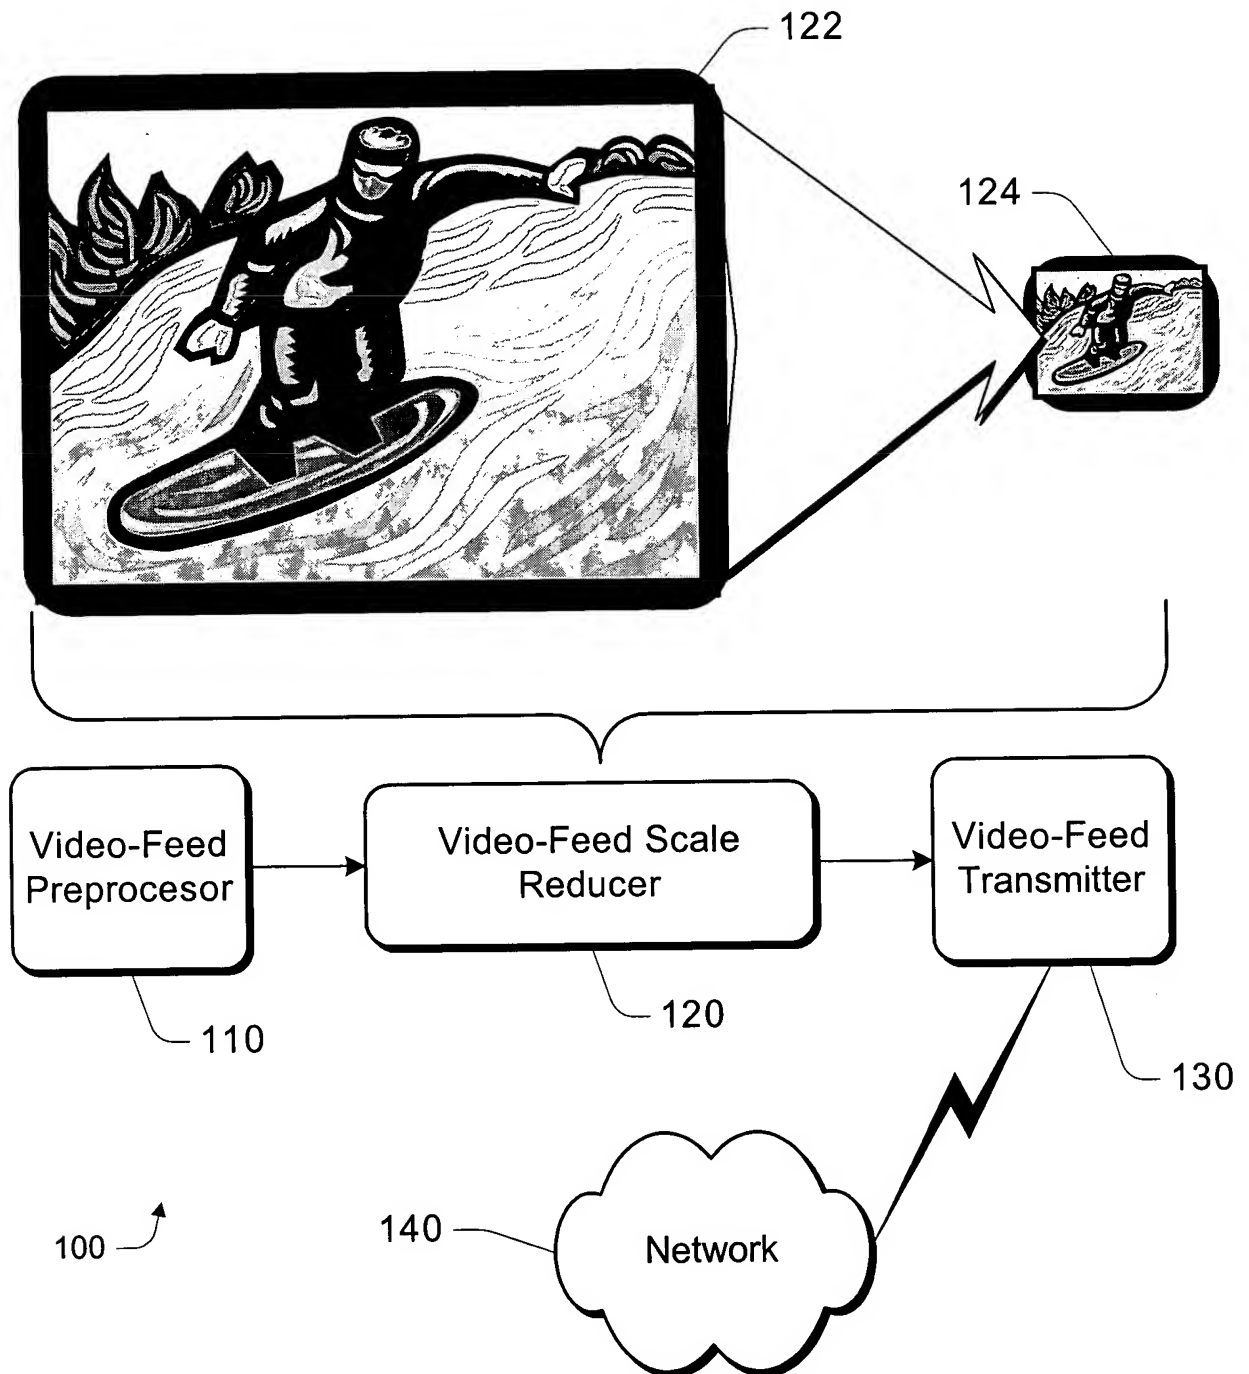 122
124
Video-Feed
Preprocesor
Video-Feed Scale
Reducer
Video-Feed
Transmitter
110
120
130
100
140
Network